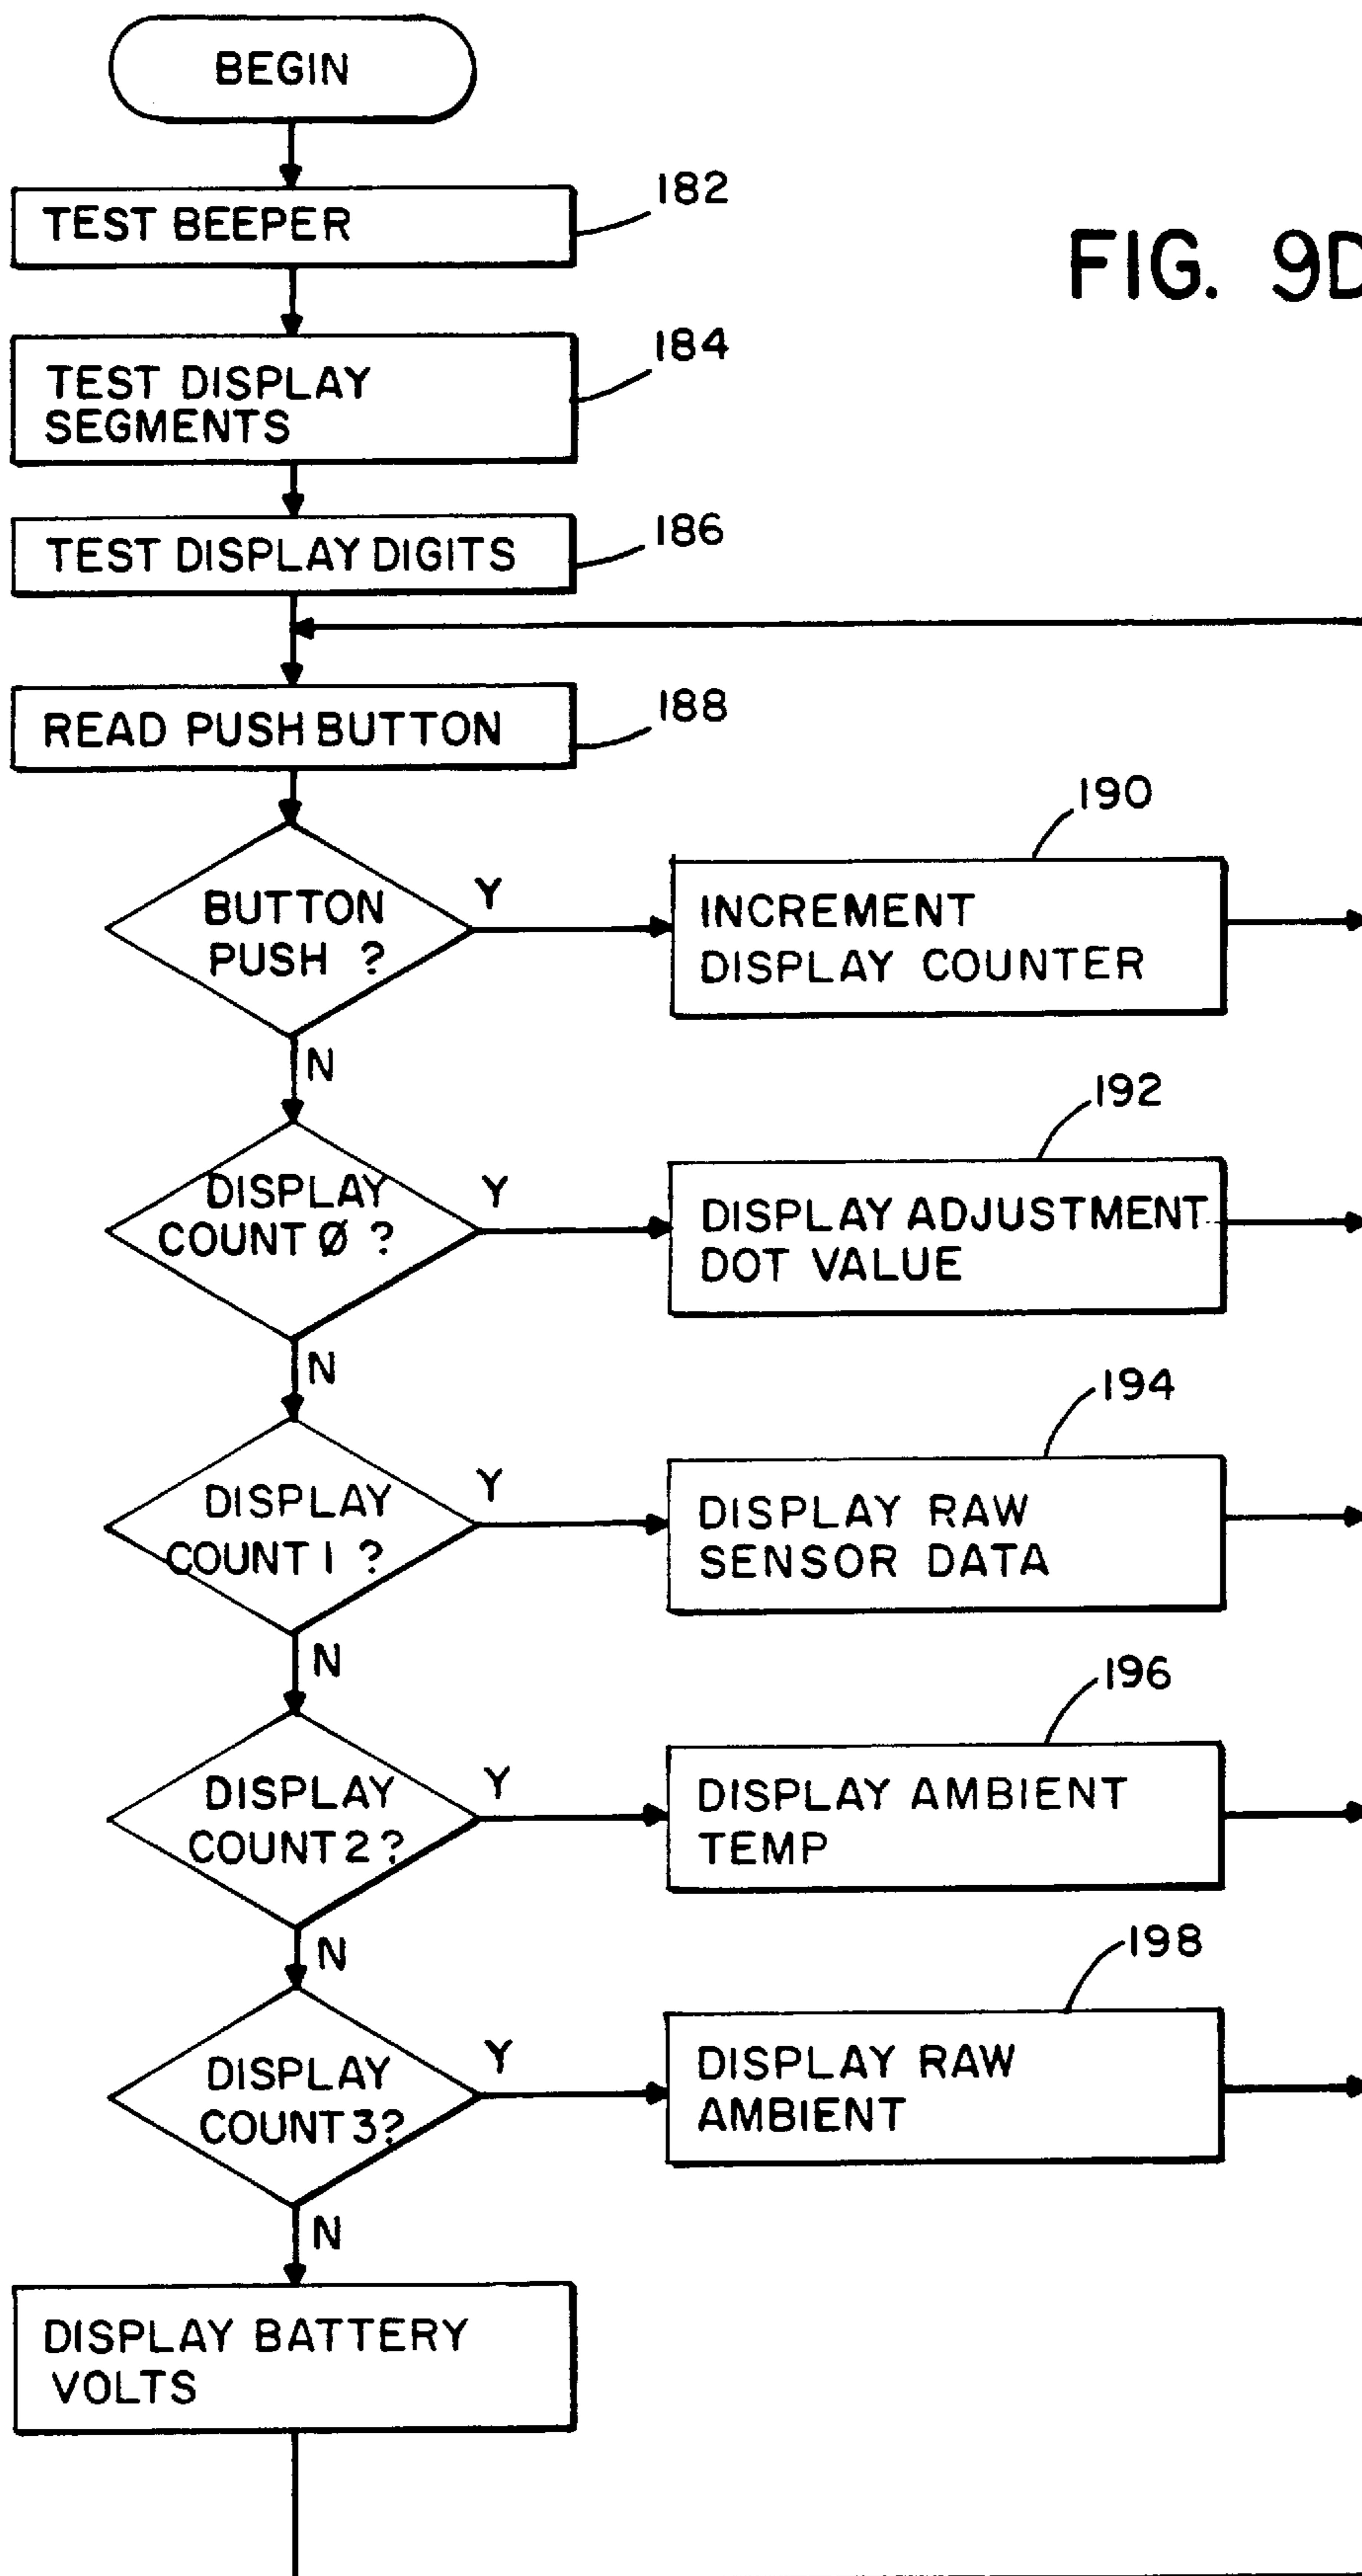 BEGIN
TEST BEEPER
182
FIG. 9D
TEST DISPLAY
SEGMENTS
184
TEST DISPLAY DIGITS
186
READ PUSH BUTTON
188
BUTTON
PUSH ?
Y
N
190
INCREMENT
DISPLAY COUNTER
DISPLAY
COUNT Ø ?
Y
N
192
DISPLAY ADJUSTMENT
DOT VALUE
DISPLAY
COUNT 1 ?
Y
N
194
DISPLAY RAW
SENSOR DATA
DISPLAY
COUNT 2 ?
Y
N
196
DISPLAY AMBIENT
TEMP
DISPLAY
COUNT 3?
Y
N
198
DISPLAY RAW
AMBIENT
DISPLAY BATTERY
VOLTS